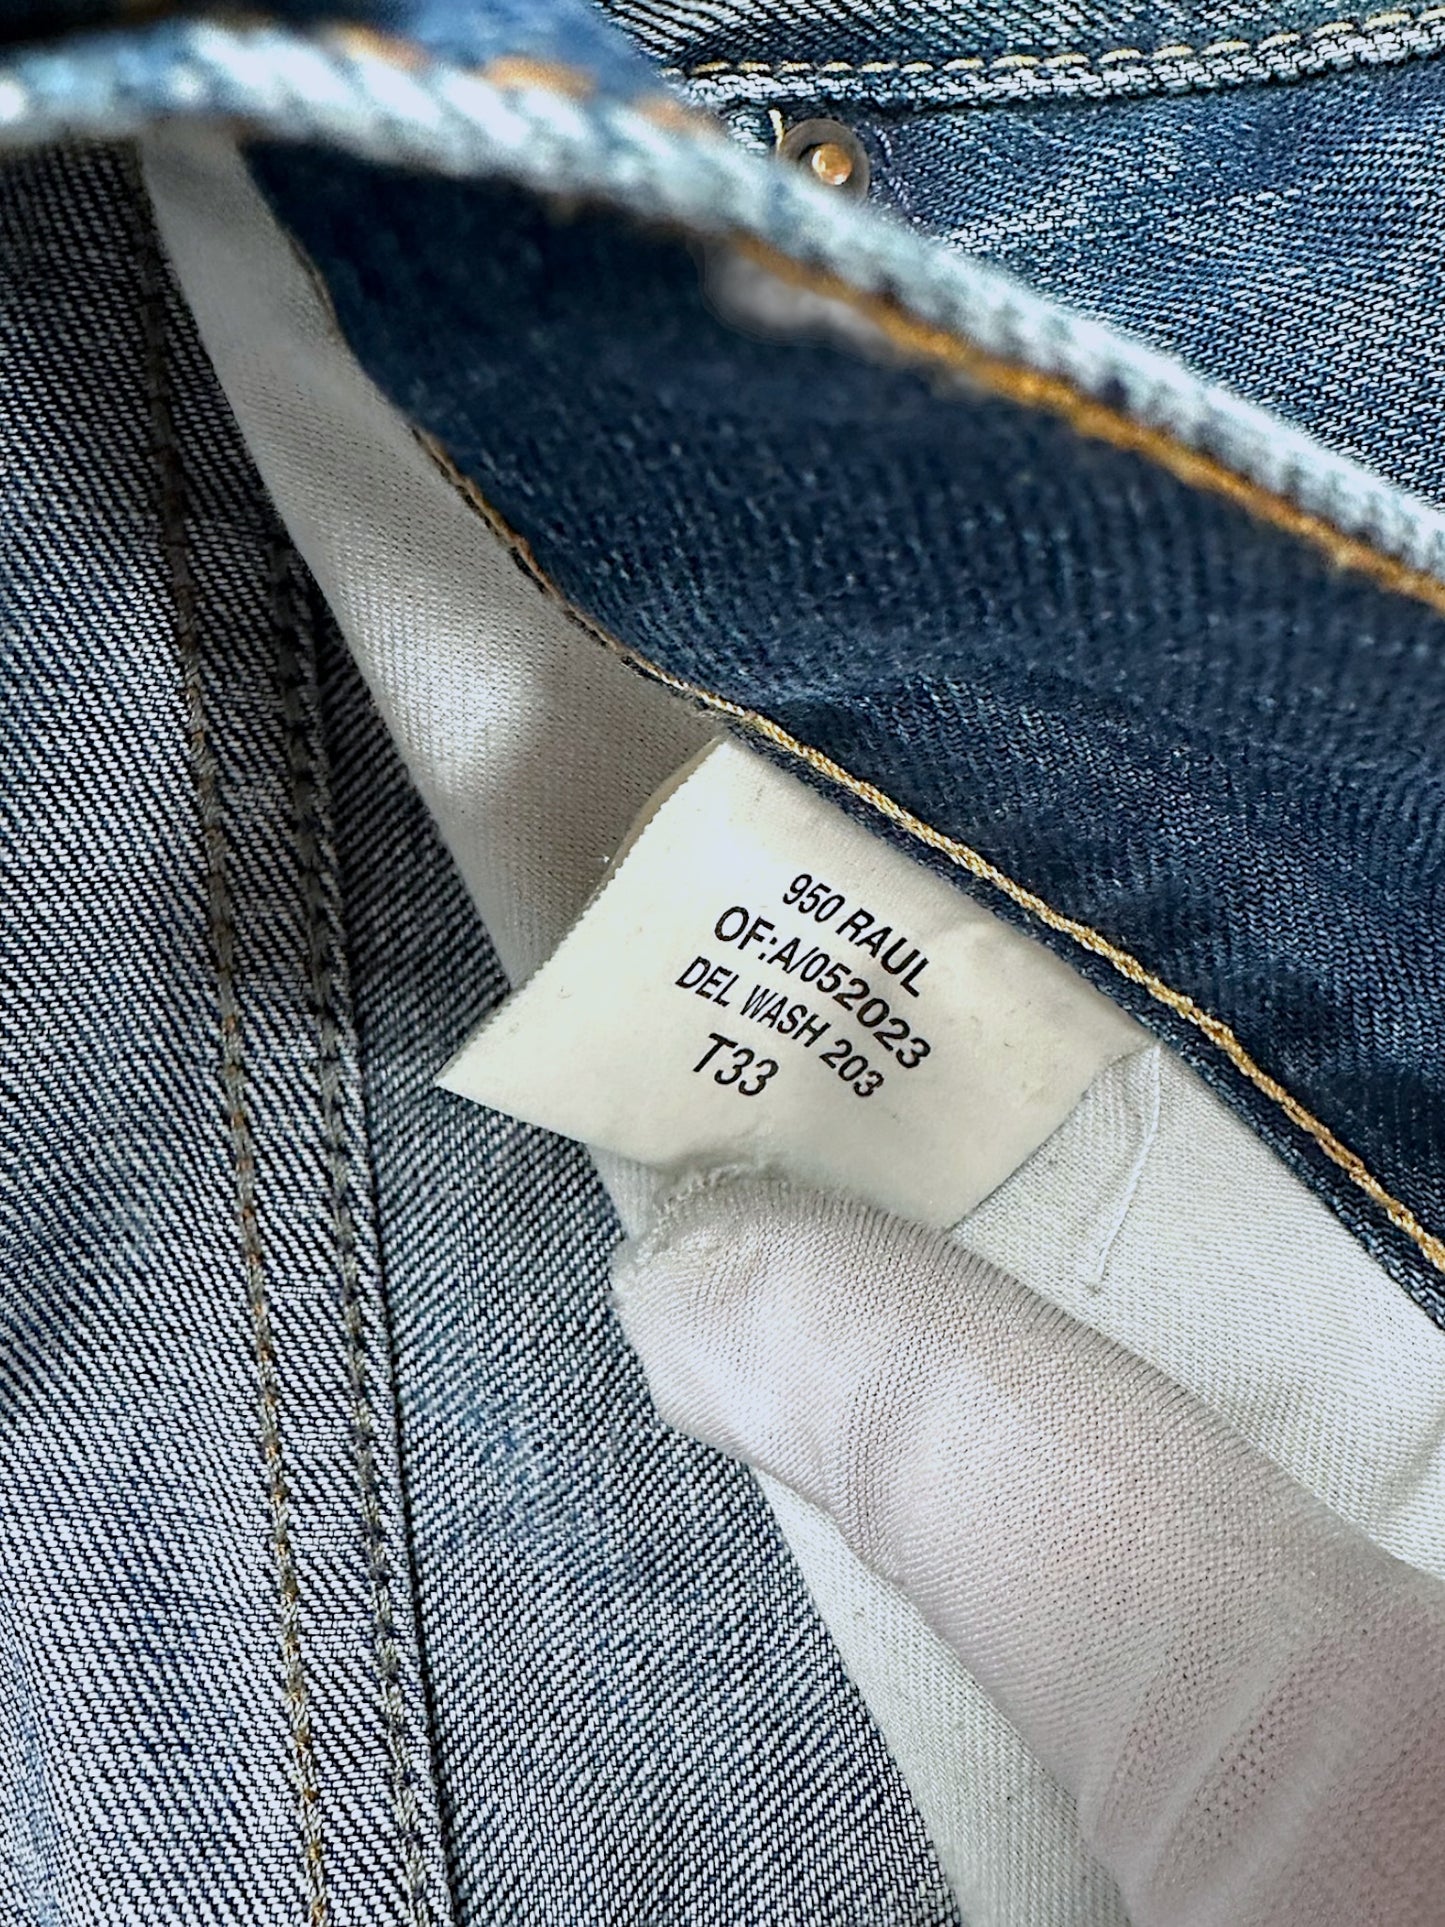 950 RAUL
OF:A/052023
DEL WASH 203
T33